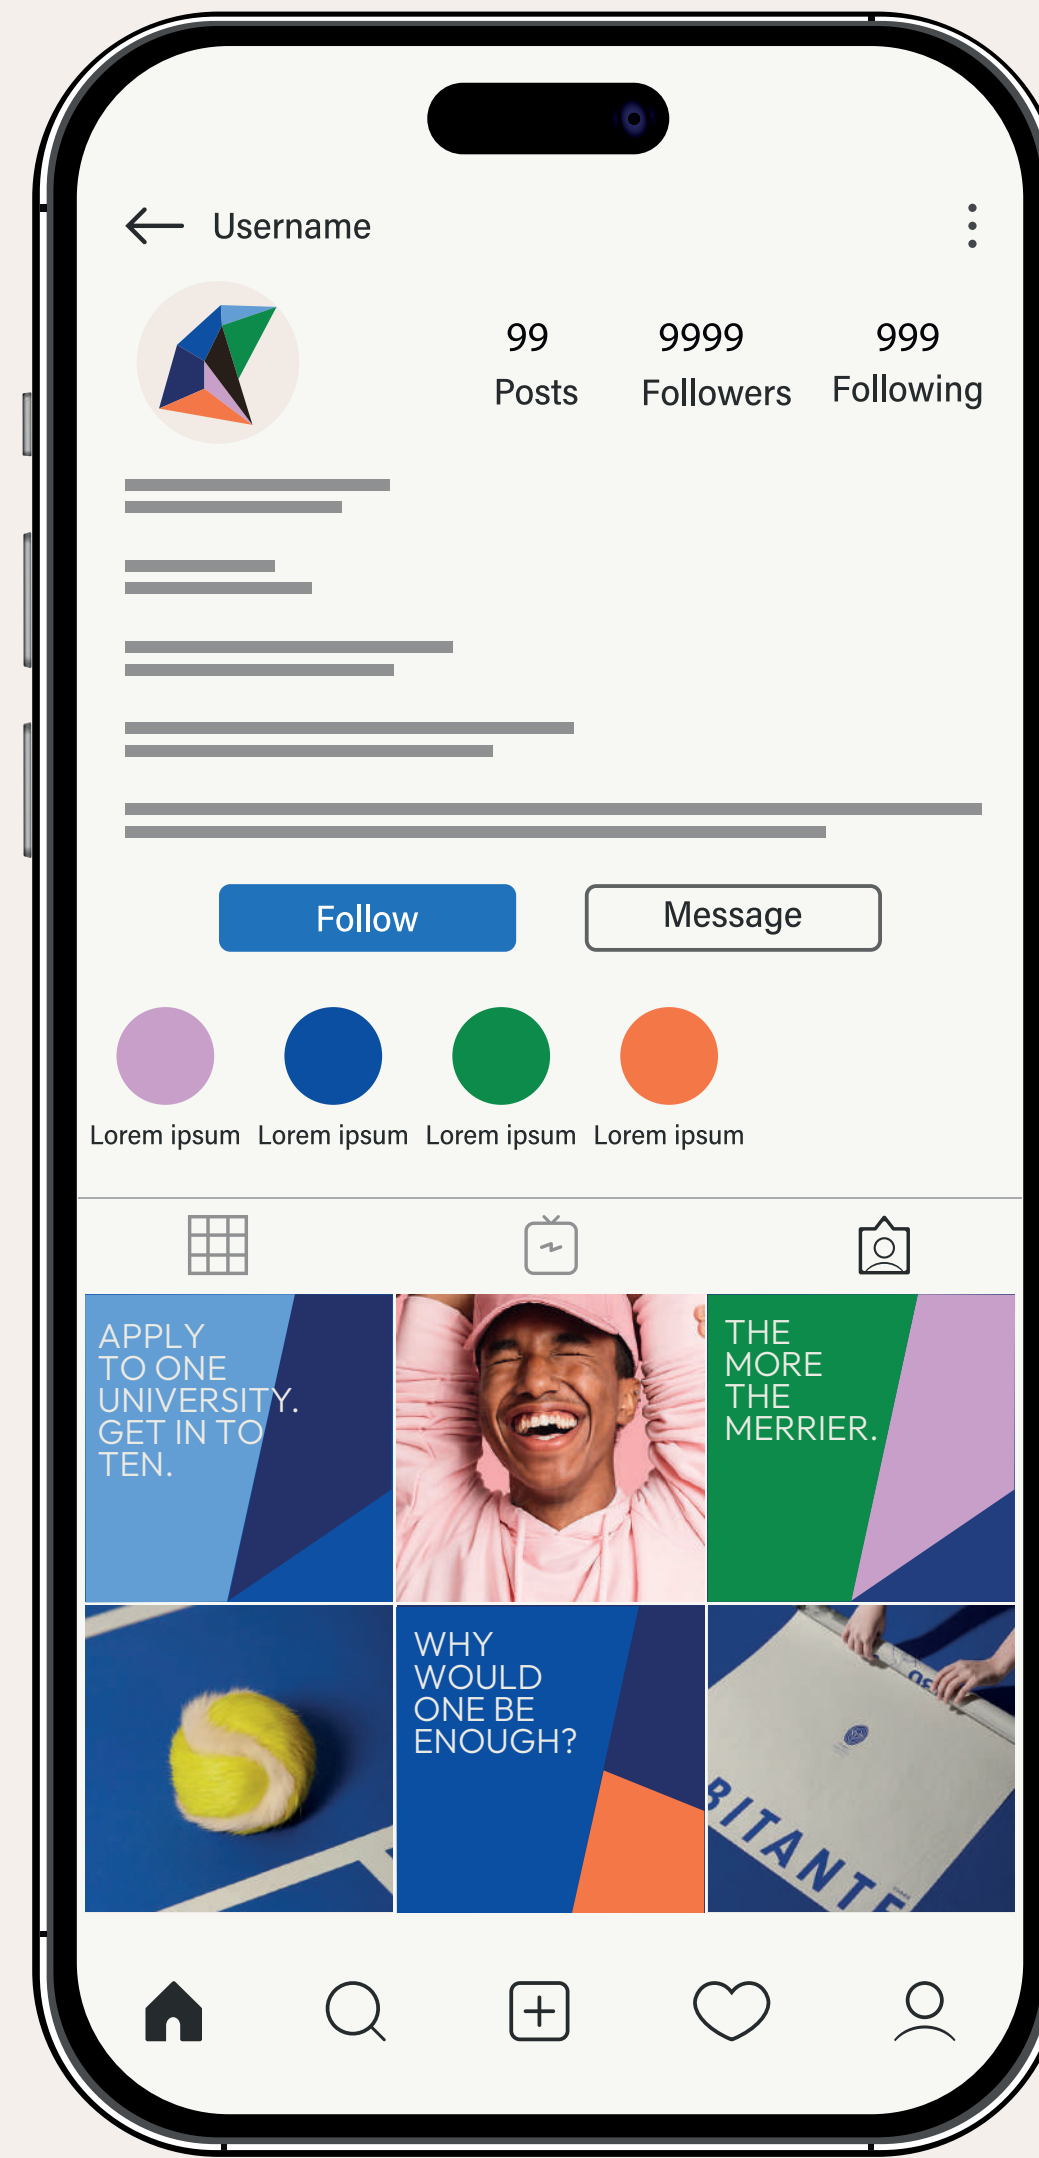 Username
99
9999
999
Posts
Followers
Following
Follow
Message
Lorem ipsum
Lorem ipsum
Lorem ipsum
Lorem ipsum
APPLY
TO ONE
UNIVERSITY.
GET IN TO
TEN.
THE
MORE
THE
MERRIER.
WHY
WOULD
ONE BE
ENOUGH?
BITANTE